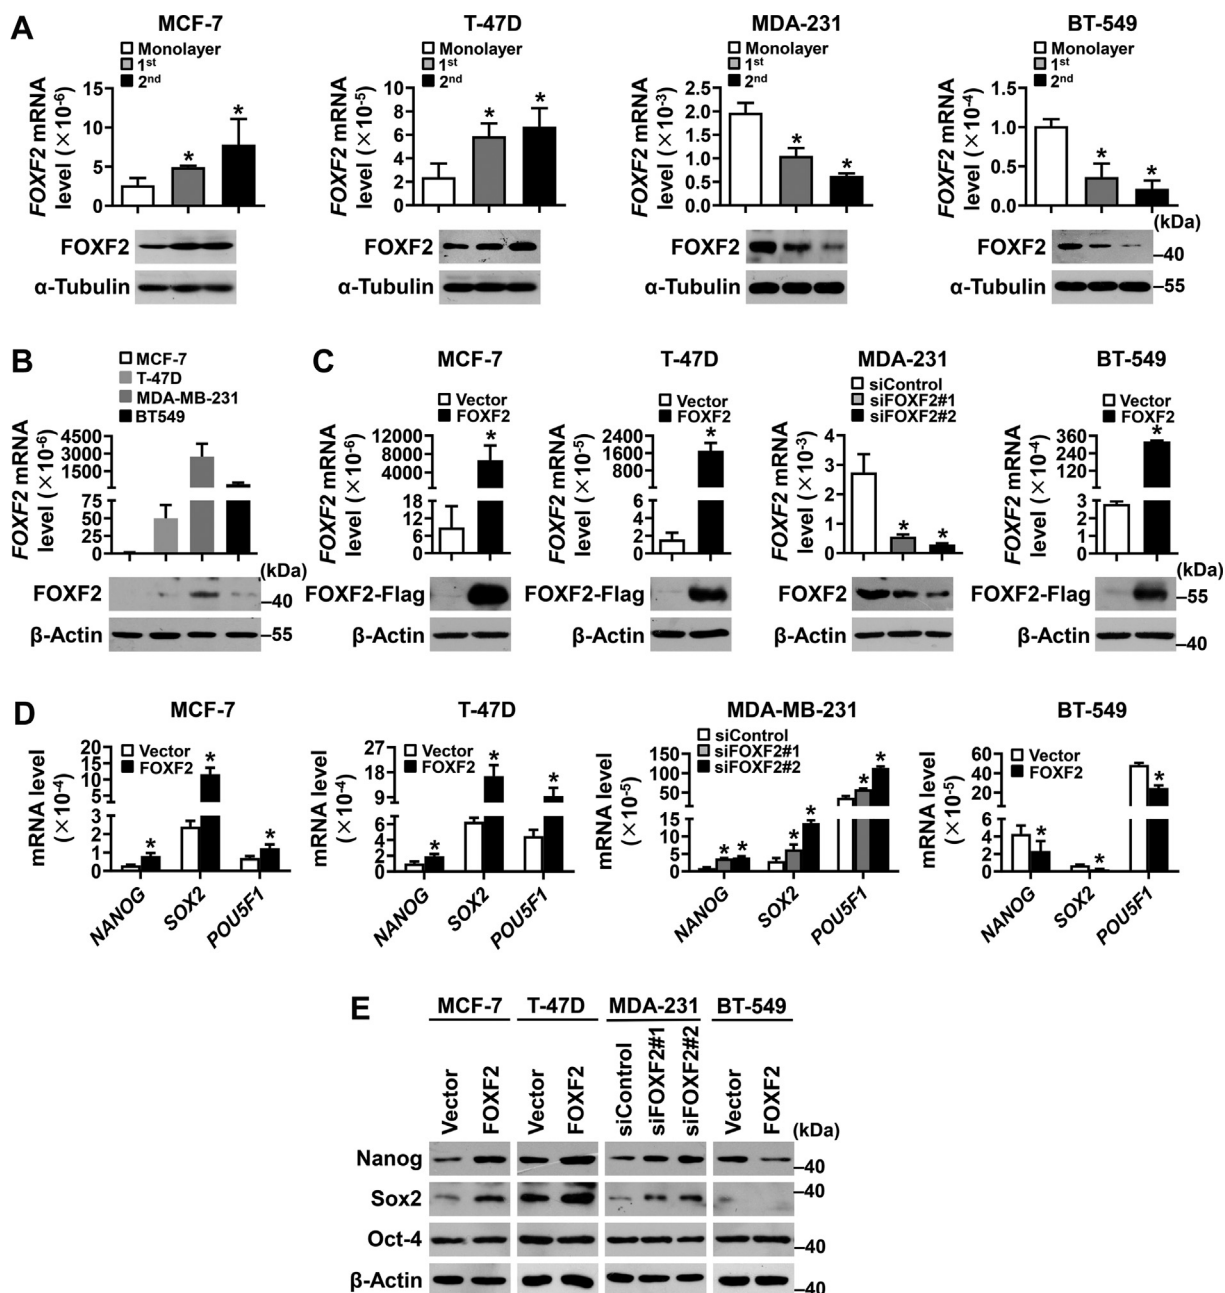 A
MCF-7
Monolayer
1st
2nd
FOXF2 mRNA
level (×10-6)
15
10
5
0
*
*
FOXF2
α-Tubulin
T-47D
Monolayer
1st
2nd
FOXF2 mRNA
level (×10-5)
10
8
6
4
2
0
*
*
FOXF2
α-Tubulin
MDA-231
Monolayer
1st
2nd
FOXF2 mRNA
level (×10-3)
2.5
2.0
1.5
1.0
0.5
0.0
*
*
FOXF2
α-Tubulin
BT-549
Monolayer
1st
2nd
FOXF2 mRNA
level (×10-4)
1.5
1.0
0.5
0.0
*
*
(kDa)
FOXF2
–40
α-Tubulin
–55
B
MCF-7
T-47D
MDA-MB-231
BT549
FOXF2 mRNA
level (×10-6)
4500
3000
1500
75
50
25
0
(kDa)
FOXF2
–40
β-Actin
–55
C
MCF-7
Vector
FOXF2
FOXF2 mRNA
level (×10-6)
12000
8000
4000
18
12
6
0
*
FOXF2-Flag
β-Actin
T-47D
Vector
FOXF2
FOXF2 mRNA
level (×10-5)
2400
1600
800
6
4
2
0
*
FOXF2-Flag
β-Actin
MDA-231
siControl
siFOXF2#1
siFOXF2#2
FOXF2 mRNA
level (×10-3)
4
3
2
1
0
*
*
FOXF2
β-Actin
BT-549
Vector
FOXF2
FOXF2 mRNA
level (×10-4)
360
240
120
3
2
1
0
*
(kDa)
FOXF2-Flag
–55
β-Actin
–40
D
MCF-7
Vector
FOXF2
mRNA level
(×10-4)
20
15
10
5
3
2
1
0
*
*
*
NANOG
SOX2
POU5F1
T-47D
Vector
FOXF2
mRNA level
(×10-4)
27
18
9
6
4
2
0
*
*
*
NANOG
SOX2
POU5F1
MDA-MB-231
siControl
siFOXF2#1
siFOXF2#2
mRNA level
(×10-5)
150
100
50
15
10
5
0
*
*
*
*
*
*
NANOG
SOX2
POU5F1
BT-549
Vector
FOXF2
mRNA level
(×10-5)
60
40
20
6
4
2
0
*
*
*
NANOG
SOX2
POU5F1
E
MCF-7
T-47D
MDA-231
BT-549
Vector
FOXF2
Vector
FOXF2
siControl
siFOXF2#1
siFOXF2#2
Vector
FOXF2
(kDa)
Nanog
–40
Sox2
–40
Oct-4
–40
β-Actin
–40